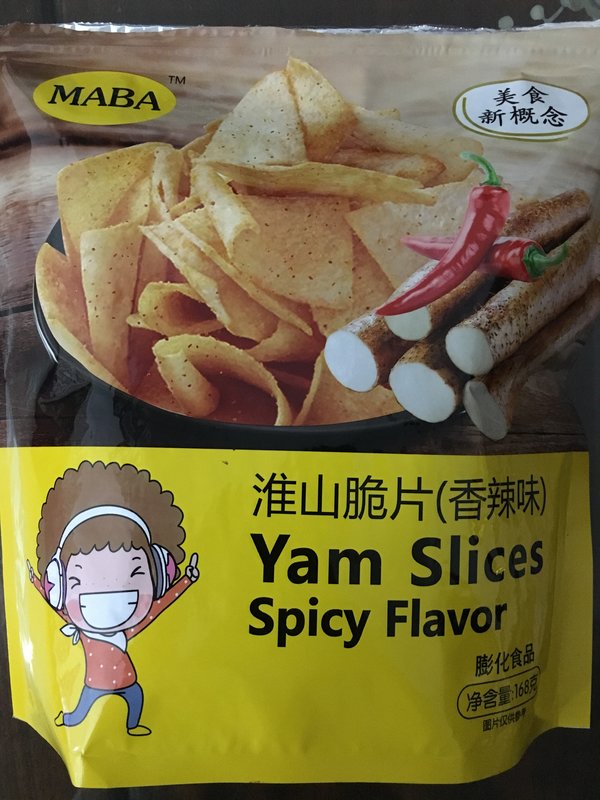 MABA TM
美食
新概念
淮山脆片(香辣味)
Yam Slices
Spicy Flavor
膨化食品
净含量:168克
图片仅供参考